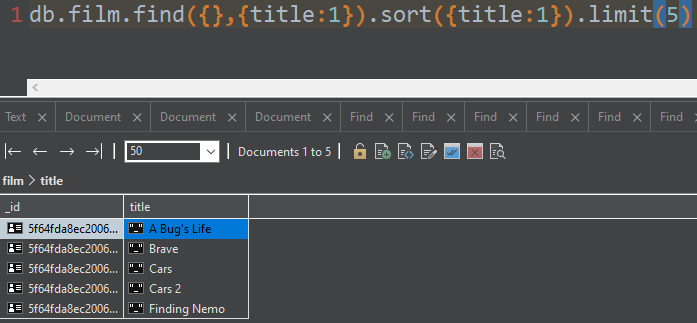 1 db.film.find({},{title:1}).sort({title:1}).limit(5)
Text Document Document Document Find Find Find Find Find Find
50 Documents 1 to 5
film > title
_id title
5f64fda8ec2006... A Bug's Life
5f64fda8ec2006... Brave
5f64fda8ec2006... Cars
5f64fda8ec2006... Cars 2
5f64fda8ec2006... Finding Nemo